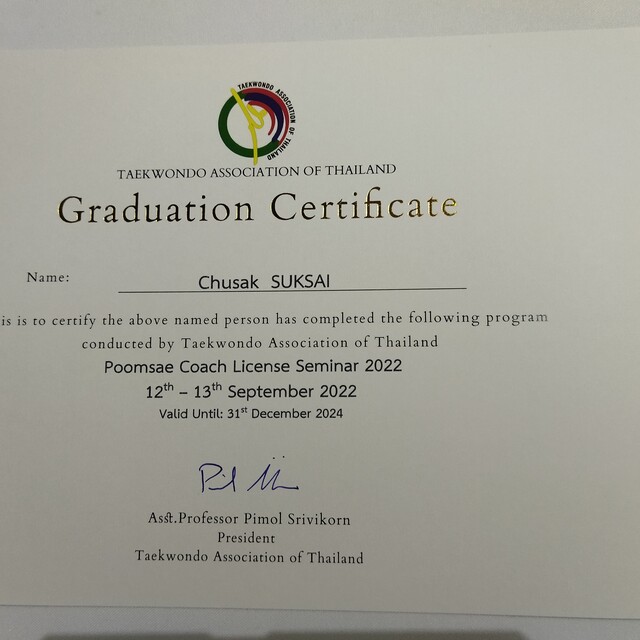 TAEKWONDO ASSOCIATION OF THAILAND
TAEKWONDO ASSOCIATION OF THAILAND
Graduation Certificate
Name: Chusak SUKSAI
is is to certify the above named person has completed the following program
conducted by Taekwondo Association of Thailand
Poomsae Coach License Seminar 2022
12th – 13th September 2022
Valid Until: 31st December 2024
Asst.Professor Pimol Srivikorn
President
Taekwondo Association of Thailand